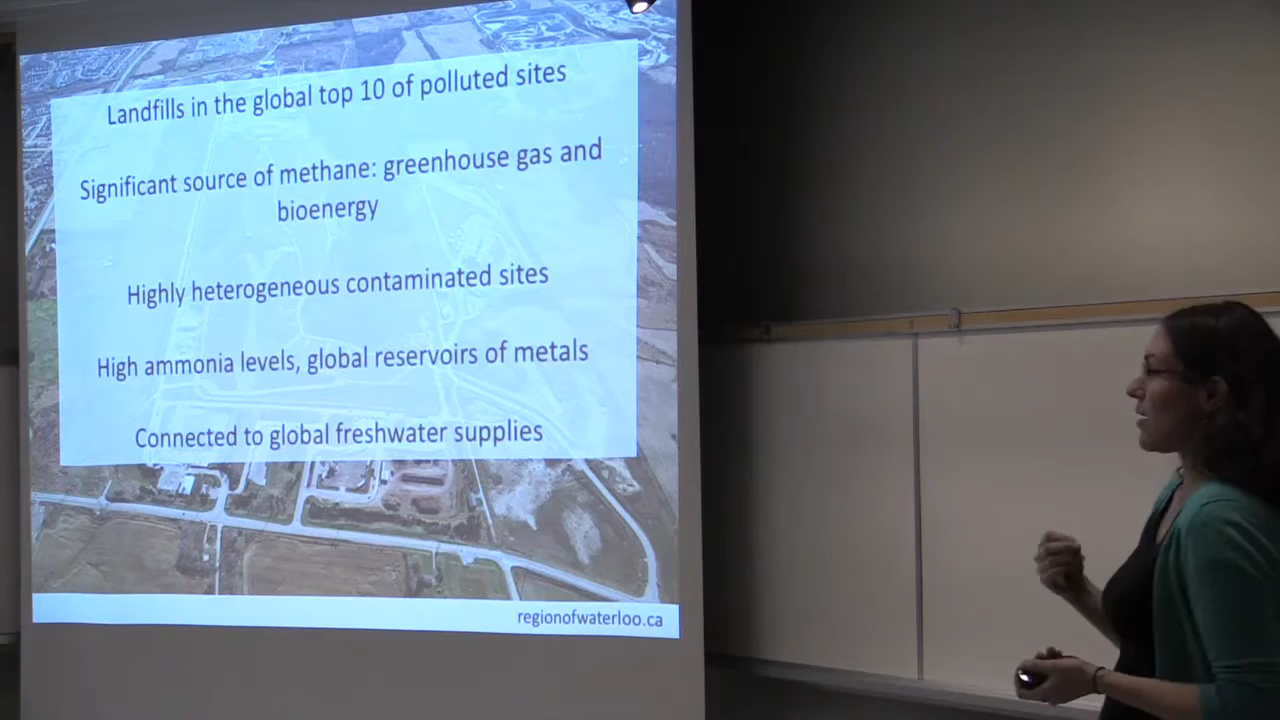 Landfills in the global top 10 of polluted sites
Significant source of methane: greenhouse gas and
bioenergy
Highly heterogeneous contaminated sites
High ammonia levels, global reservoirs of metals
Connected to global freshwater supplies
regionofwaterloo.ca